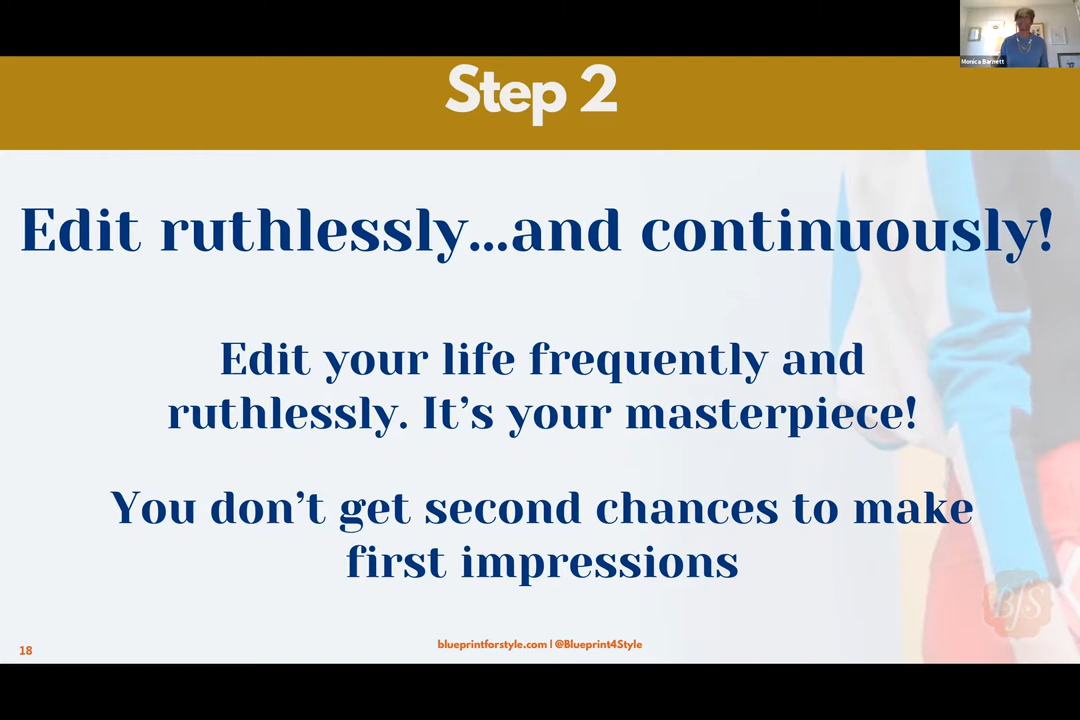 Monica Barnett
Step 2
Edit ruthlessly...and continuously!
Edit your life frequently and
ruthlessly. It’s your masterpiece!
You don’t get second chances to make
first impressions
BfS
18
blueprintforstyle.com | @Blueprint4Style